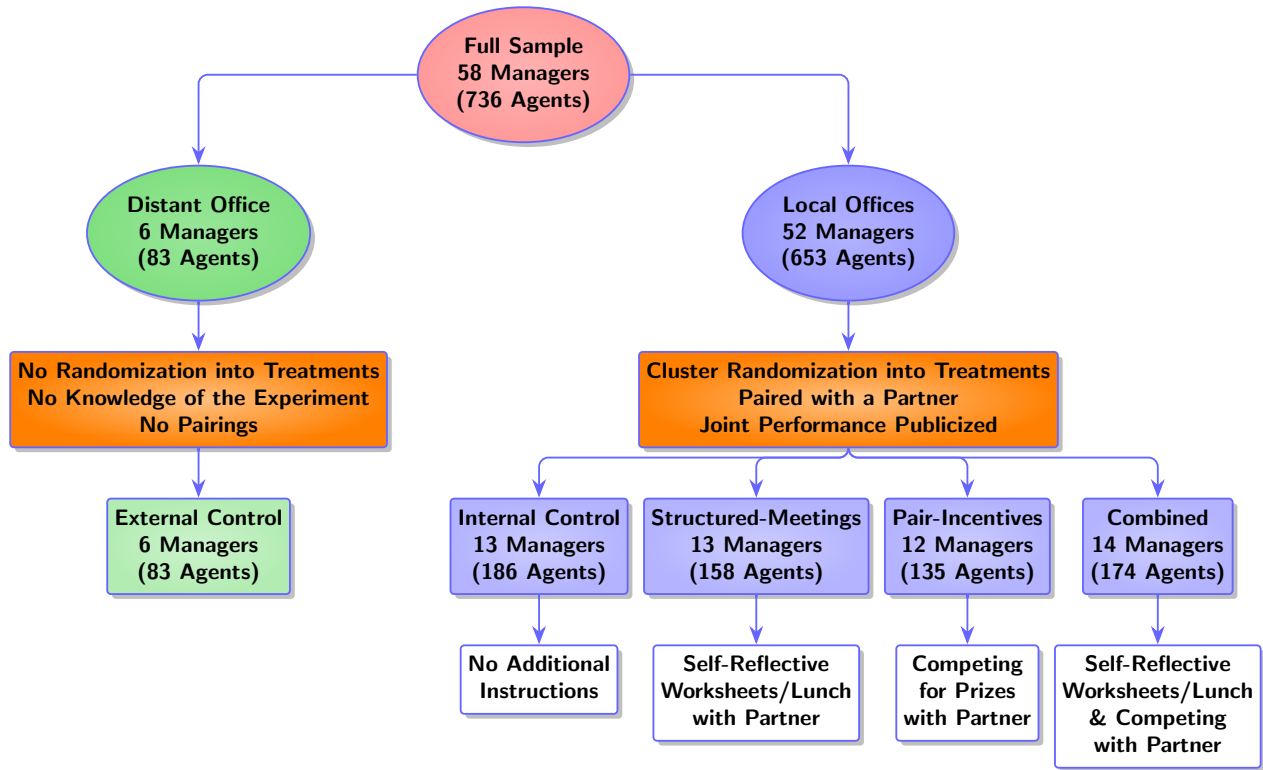 Full Sample
58 Managers
(736 Agents)
Distant Office
6 Managers
(83 Agents)
Local Offices
52 Managers
(653 Agents)
No Randomization into Treatments
No Knowledge of the Experiment
No Pairings
Cluster Randomization into Treatments
Paired with a Partner
Joint Performance Publicized
External Control
6 Managers
(83 Agents)
Internal Control
13 Managers
(186 Agents)
Structured-Meetings
13 Managers
(158 Agents)
Pair-Incentives
12 Managers
(135 Agents)
Combined
14 Managers
(174 Agents)
No Additional
Instructions
Self-Reflective
Worksheets/Lunch
with Partner
Competing
for Prizes
with Partner
Self-Reflective
Worksheets/Lunch
& Competing
with Partner